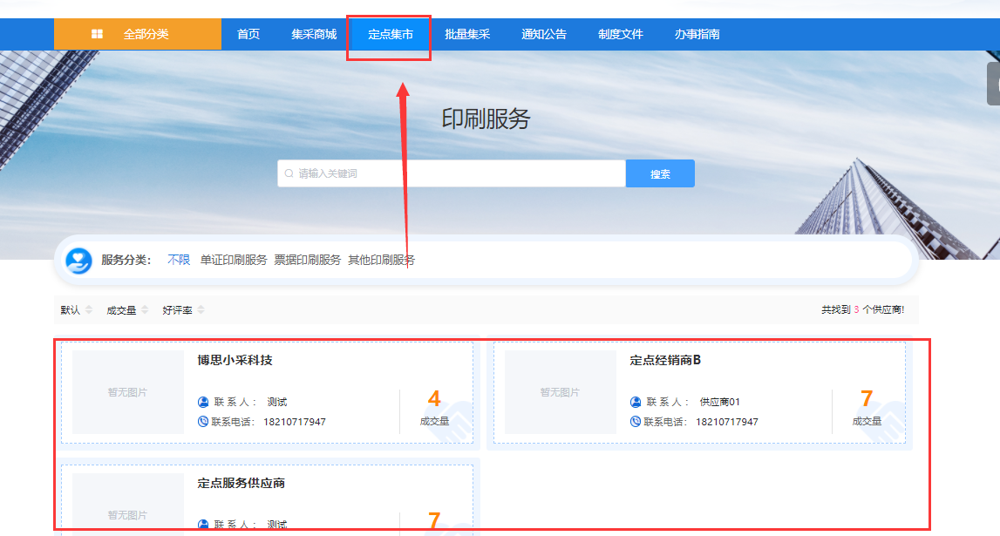 全部分类 首页 集采商城 定点集市 批量集采 通知公告 制度文件 办事指南
印刷服务
请输入关键词 搜索
服务分类： 不限 单证印刷服务 票据印刷服务 其他印刷服务
默认 成交量 好评率 共找到 3 个供应商!
博思小采科技
暂无图片
联 系 人： 测试
联系电话： 18210717947
4
成交量
定点经销商B
暂无图片
联 系 人： 供应商01
联系电话： 18210717947
7
成交量
定点服务供应商
暂无图片
联 系 人： 测试
7